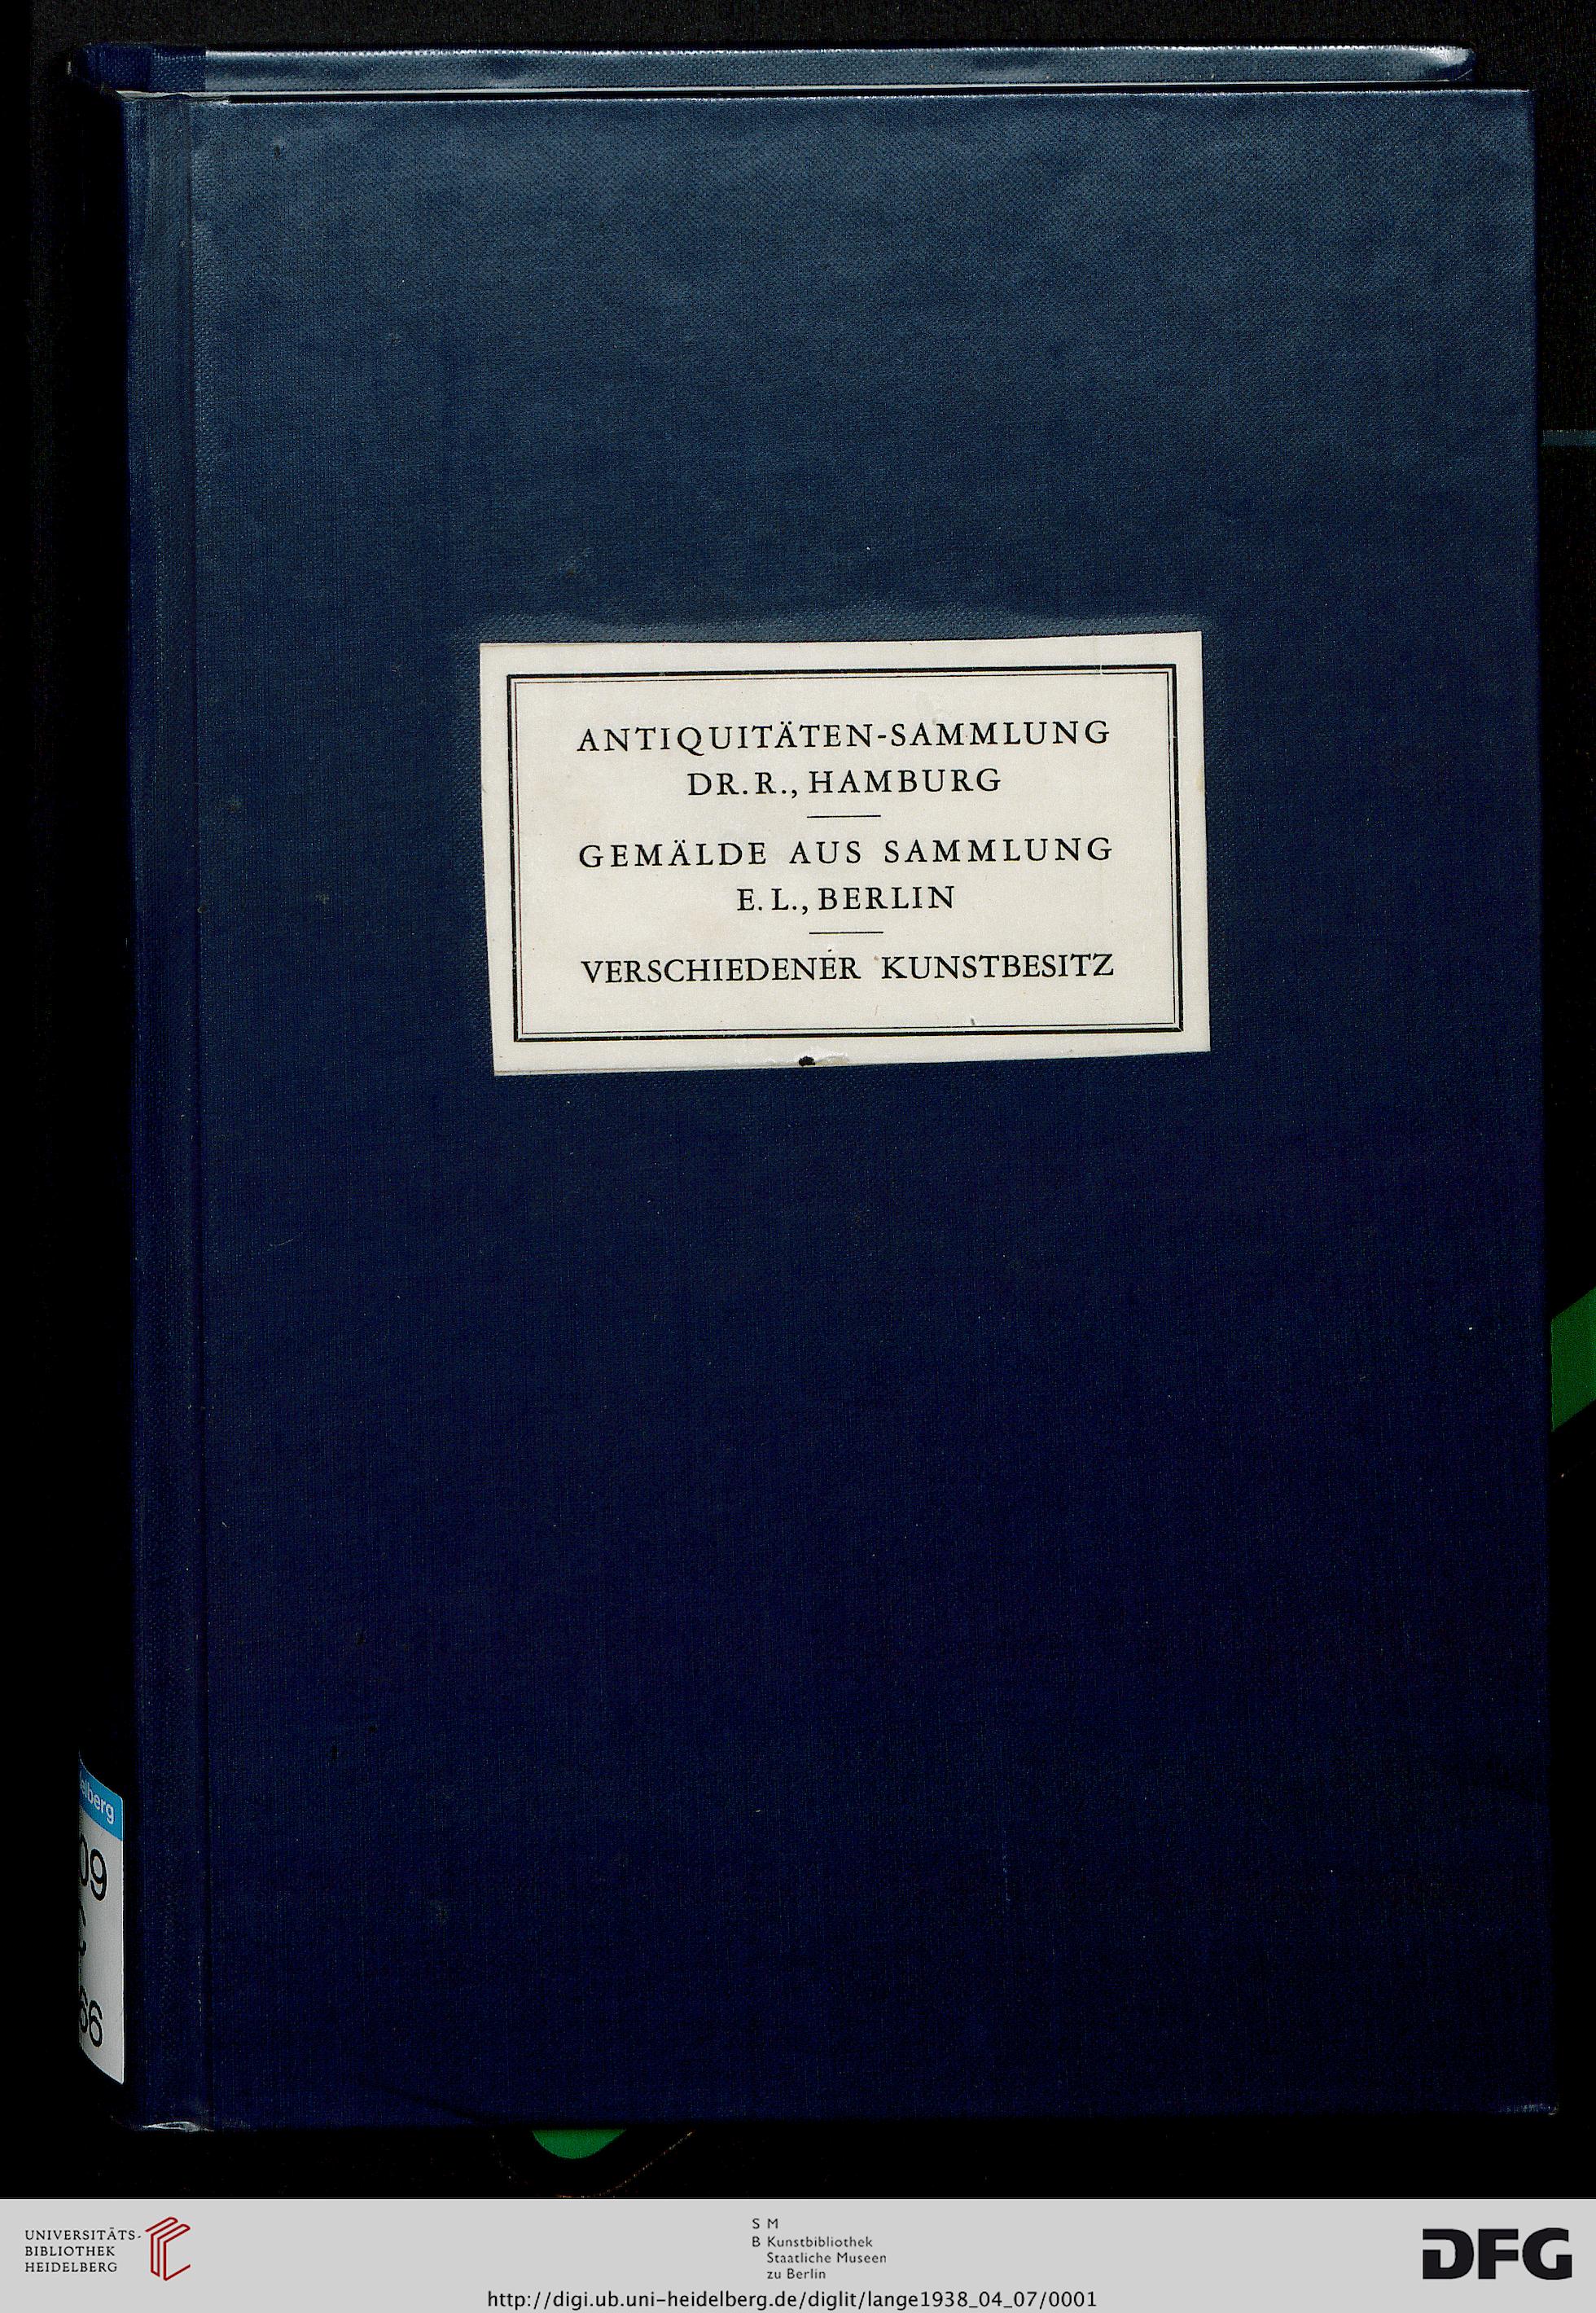 ANTIQUITÄTEN-SAMMLUNG
DR. R., HAMBURG
GEMÄLDE AUS SAMMLUNG
E. L., BERLIN
VERSCHIEDENER KUNSTBESITZ
UNIVERSITÄTS-
BIBLIOTHEK
HEIDELBERG
S M
B Kunstbibliothek
Staatliche Museen
zu Berlin
DFG
http://digi.ub.uni-heidelberg.de/diglit/lange1938_04_07/0001